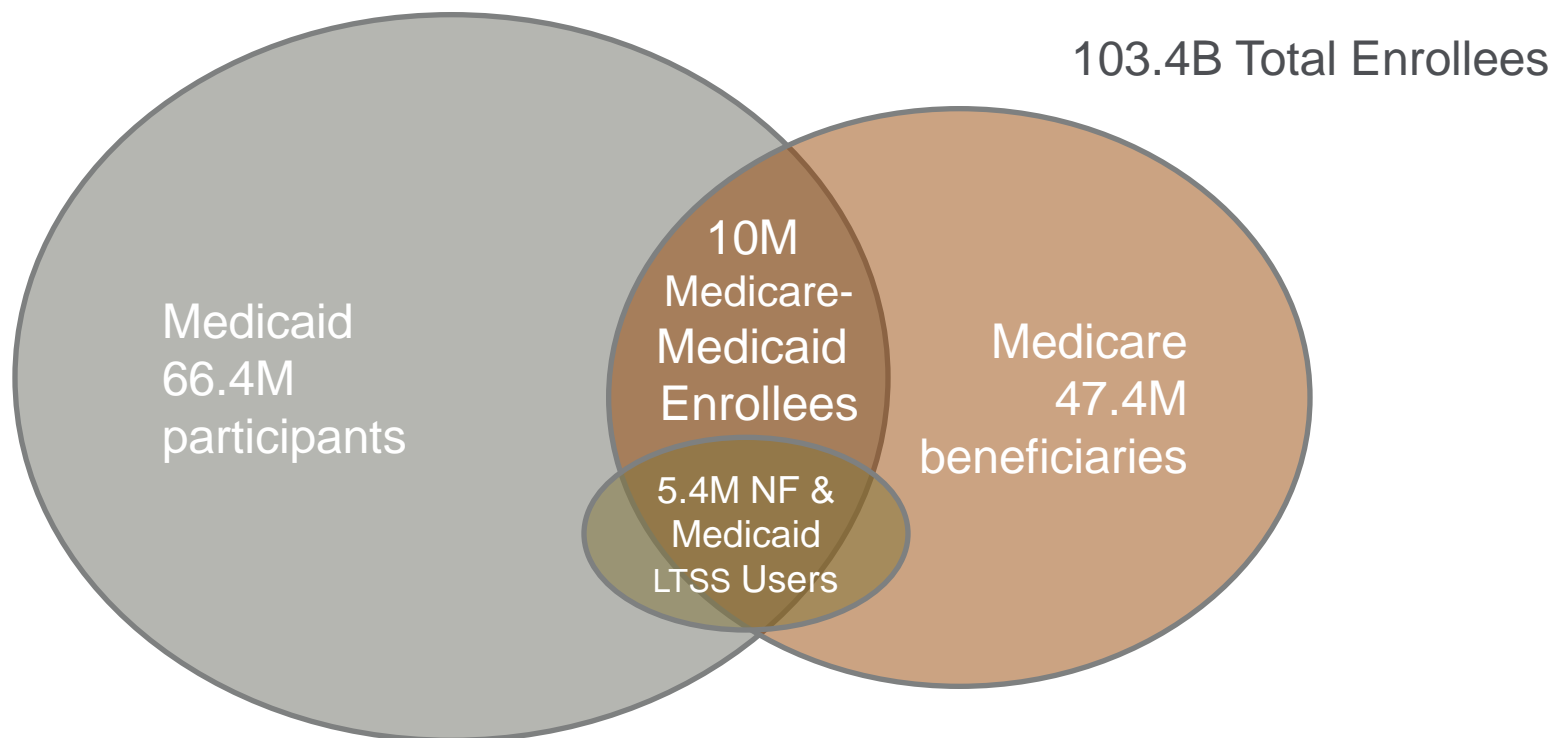 103.4B Total Enrollees
Medicaid
66.4M
participants
10M
Medicare-
Medicaid
Enrollees
Medicare
47.4M
beneficiaries
5.4M NF &
Medicaid
LTSS Users